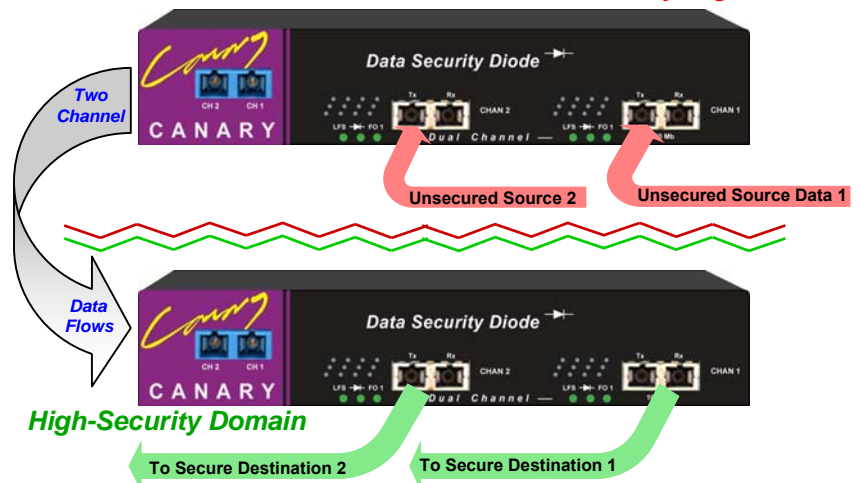 Canary
Data Security Diode
CH 2 CH 1
CANARY
Tx Rx
CHAN 2
Tx Rx
CHAN 1
LFS FO 1
LFS FO 1
Dual Channel
Two
Channel
Unsecured Source 2
Unsecured Source Data 1
Data
Flows
Canary
Data Security Diode
CH 2 CH 1
CANARY
Tx Rx
CHAN 2
Tx Rx
CHAN 1
LFS FO 1
LFS FO 1
Dual Channel
High-Security Domain
To Secure Destination 2
To Secure Destination 1